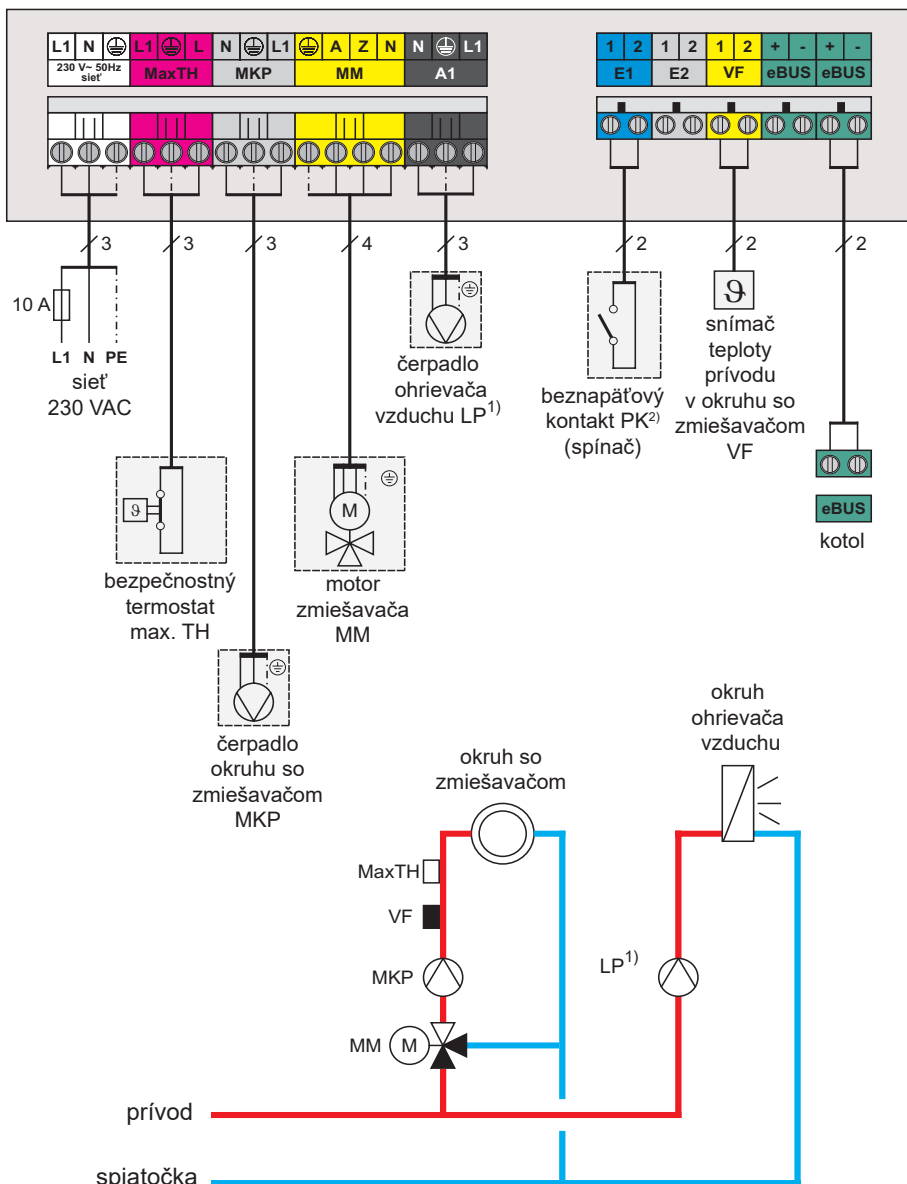 L1 N L1 L N L1 A Z N N L1 1 2 1 2 1 2 + - + -
230 V~ 50Hz
sieť
MaxTH MKP MM A1 E1 E2 VF eBUS eBUS
3 3 3 4 3 2 2 2
10 A
L1 N PE
sieť
230 VAC
čerpadlo
ohrievača
vzduchu LP1)
beznapäťový
kontakt PK2)
(spínač)
ϑ
snímač
teploty
prívodu
v okruhu so
zmiešavačom
VF
eBUS
kotol
ϑ
bezpečnostný
termostat
max. TH
M
motor
zmiešavača
MM
čerpadlo
okruhu so
zmiešavačom
MKP
okruh
ohrievača
vzduchu
okruh so
zmiešavačom
MaxTH
VF
MKP
LP1)
MM M
prívod
spiatočka